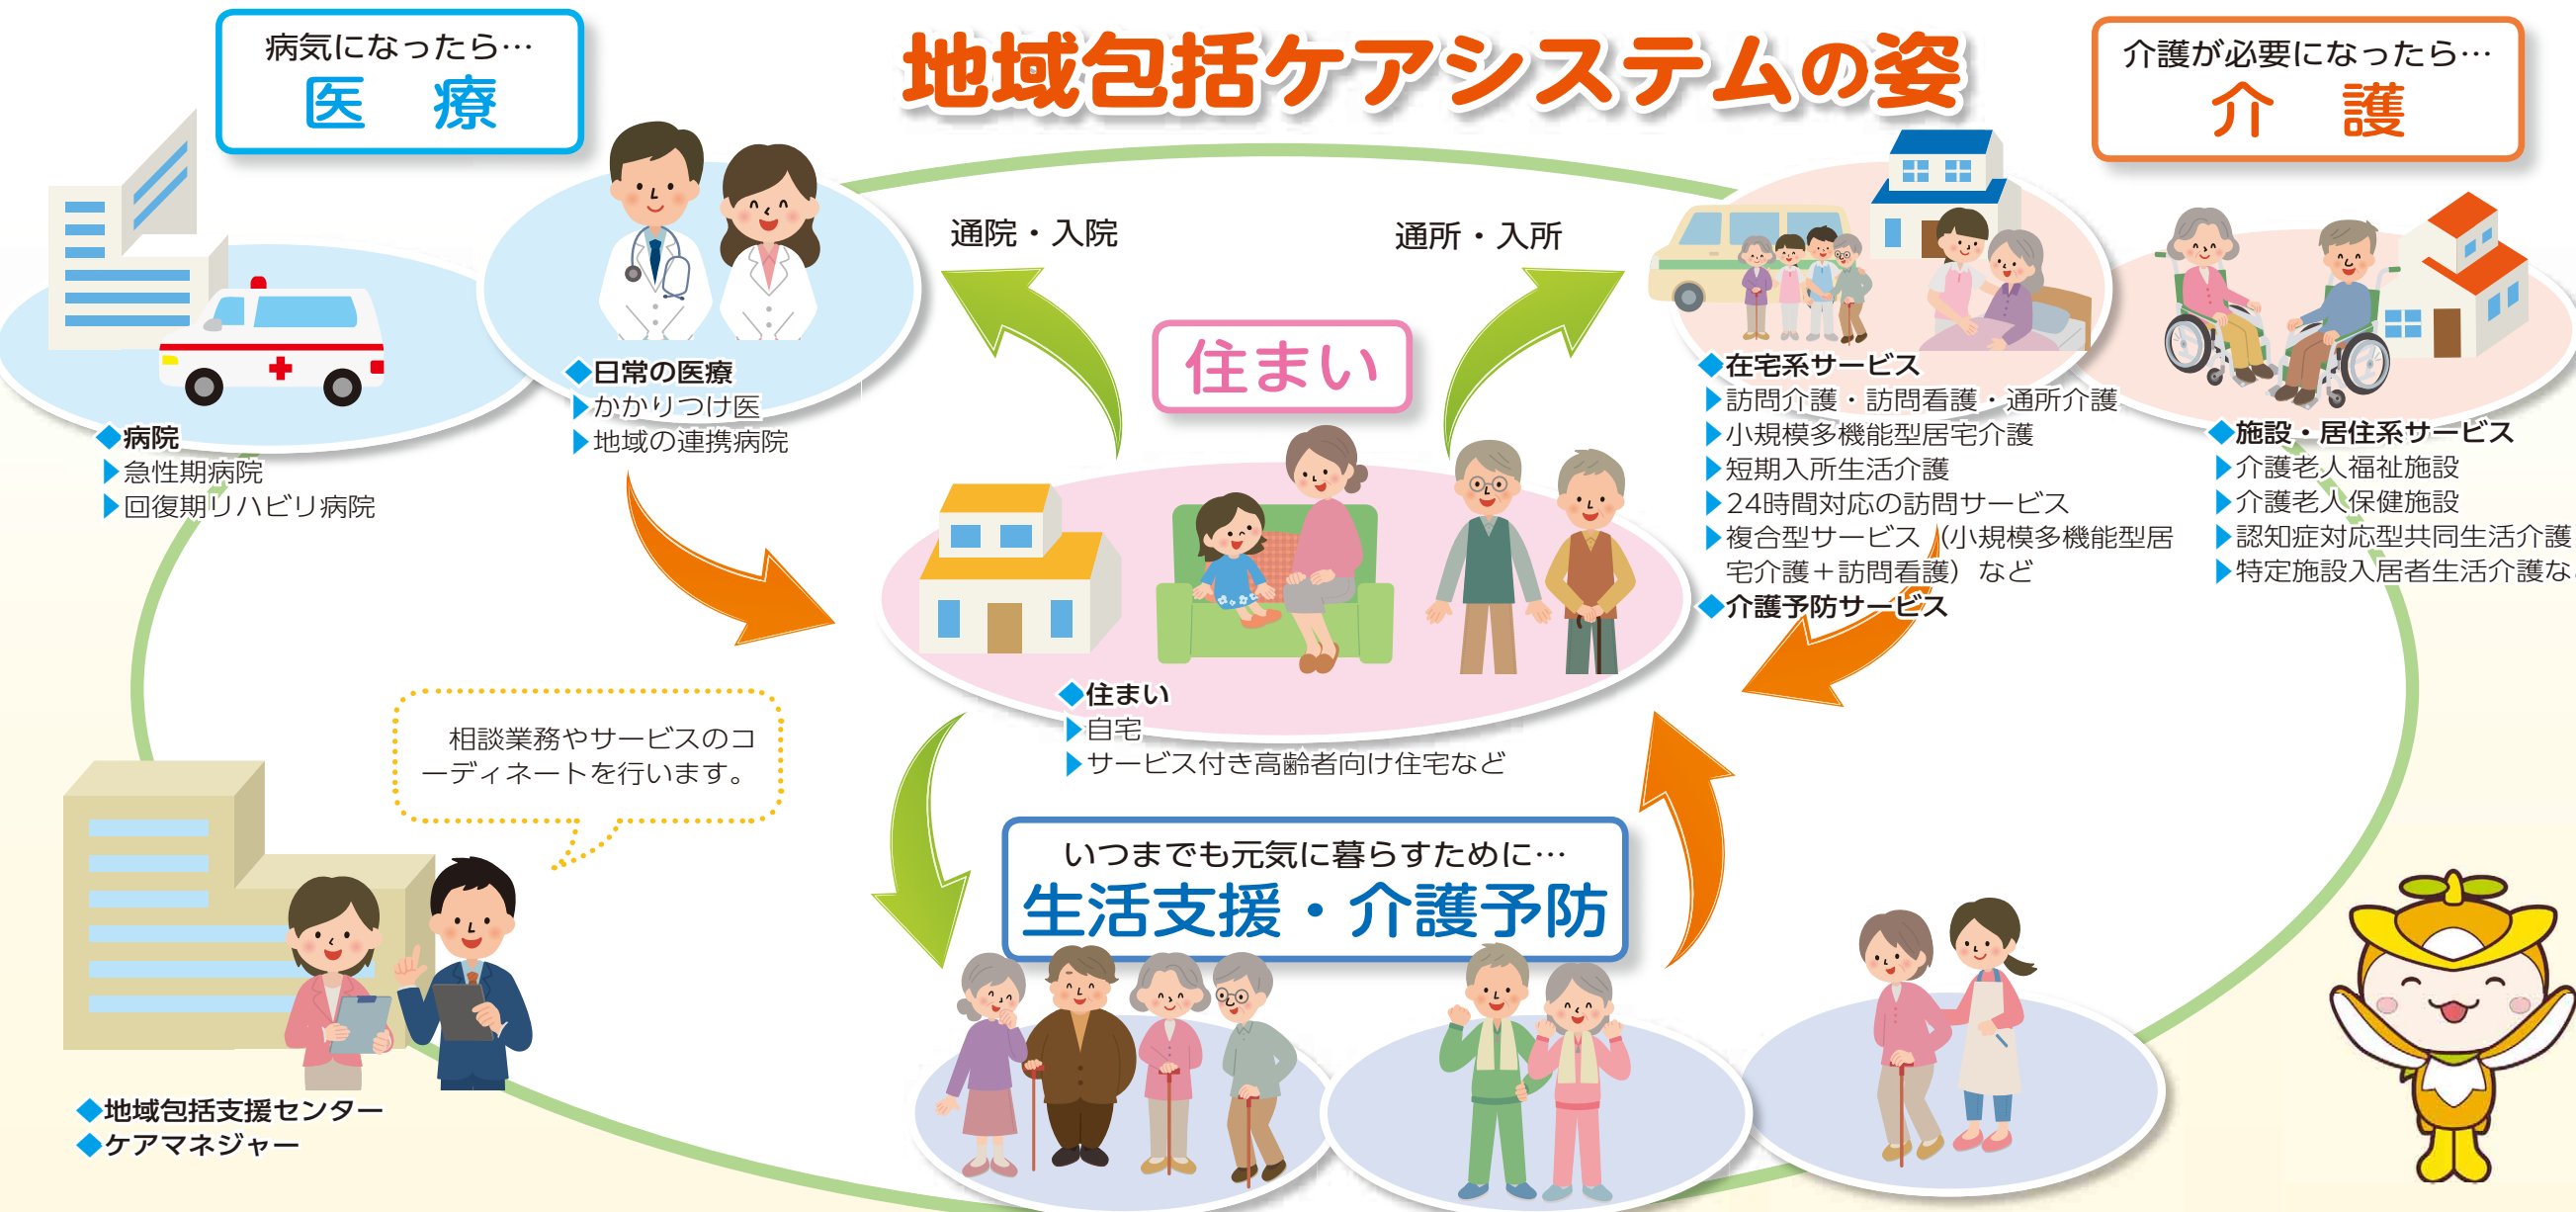 地域包括ケアシステムの姿
病気になったら…
医　療
介護が必要になったら…
介　護
通院・入院
通所・入所
住まい
◆病院
▶急性期病院
▶回復期リハビリ病院
◆日常の医療
▶かかりつけ医
▶地域の連携病院
◆在宅系サービス
▶訪問介護・訪問看護・通所介護
▶小規模多機能型居宅介護
▶短期入所生活介護
▶24時間対応の訪問サービス
▶複合型サービス（小規模多機能型居
宅介護＋訪問看護）など
◆介護予防サービス
◆施設・居住系サービス
▶介護老人福祉施設
▶介護老人保健施設
▶認知症対応型共同生活介護
▶特定施設入居者生活介護な
◆住まい
▶自宅
▶サービス付き高齢者向け住宅など
相談業務やサービスのコ
ーディネートを行います。
いつまでも元気に暮らすために…
生活支援・介護予防
◆地域包括支援センター
◆ケアマネジャー